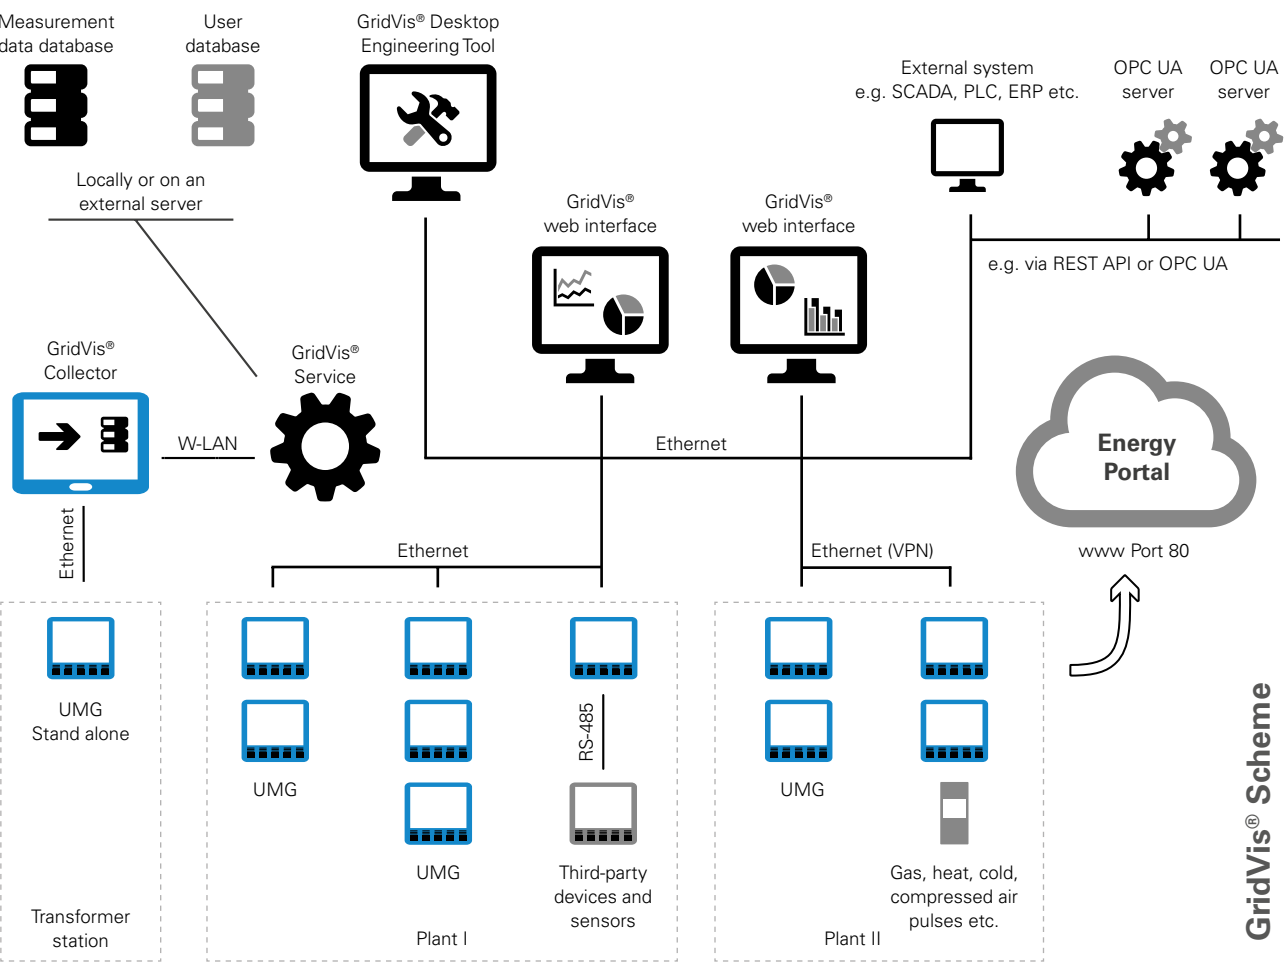 Measurement
data database
User
database
GridVis® Desktop
Engineering Tool
External system
e.g. SCADA, PLC, ERP etc.
OPC UA
server
OPC UA
server
Locally or on an
external server
GridVis®
web interface
GridVis®
web interface
e.g. via REST API or OPC UA
GridVis®
Collector
GridVis®
Service
W-LAN
Ethernet
Energy
Portal
www Port 80
Ethernet
Ethernet
Ethernet (VPN)
UMG
Stand alone
Transformer
station
UMG
UMG
RS-485
Third-party
devices and
sensors
Plant I
UMG
Gas, heat, cold,
compressed air
pulses etc.
Plant II
GridVis® Scheme